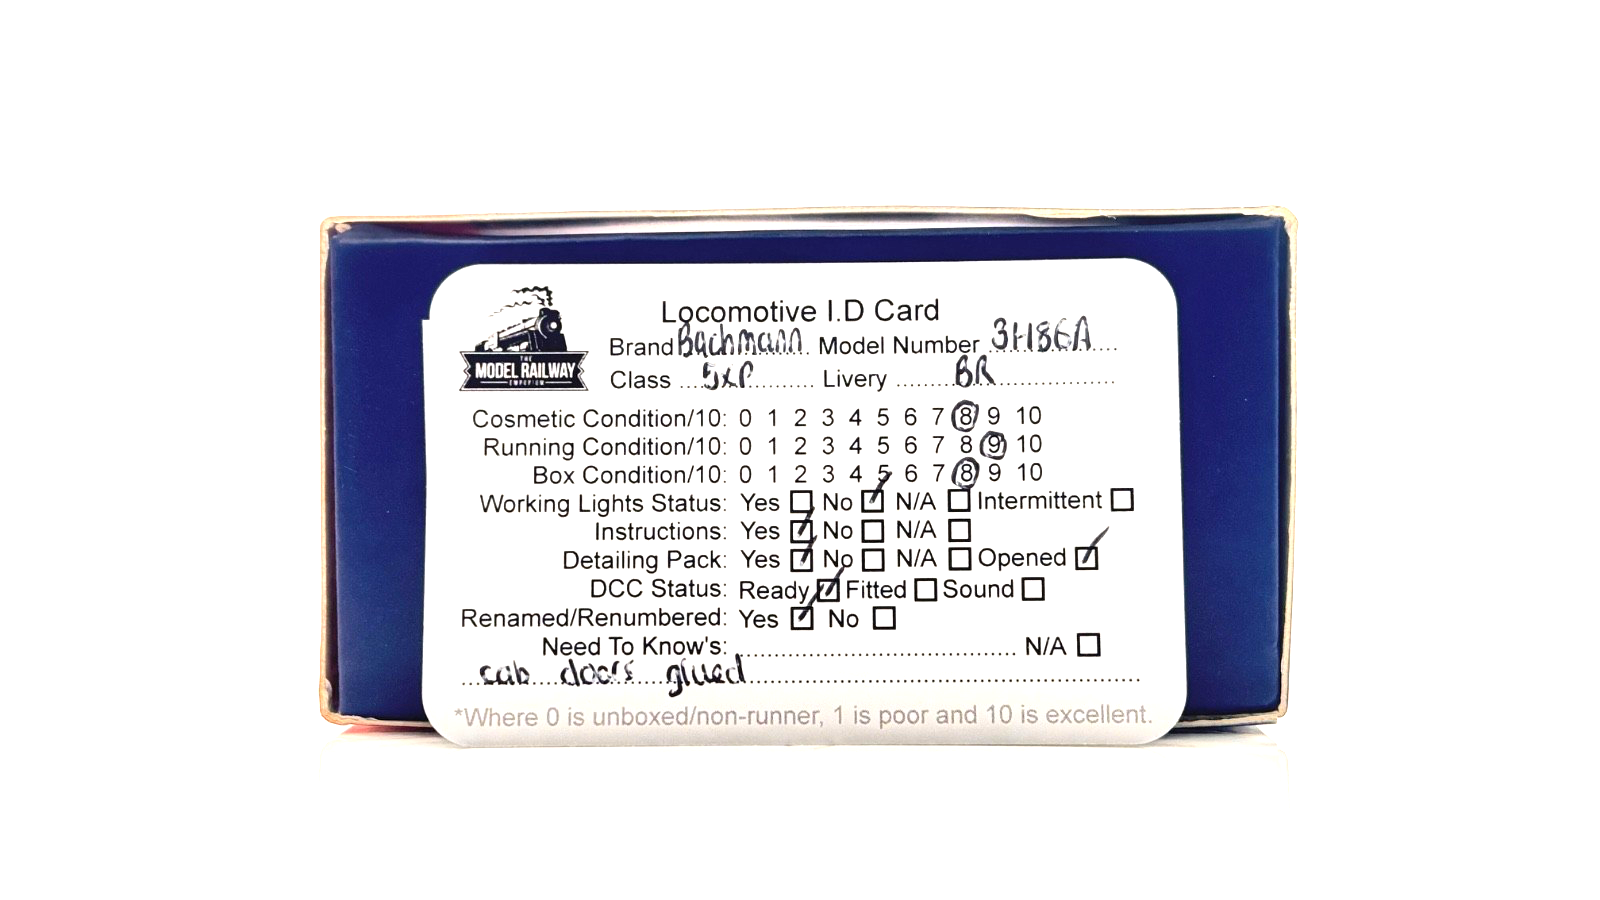 THE
MODEL RAILWAY
EMPORIUM
Locomotive I.D Card
Brand Bachmann Model Number 31-186A
Class 5XP Livery BR
Cosmetic Condition/10: 0 1 2 3 4 5 6 7 8 9 10
Running Condition/10: 0 1 2 3 4 5 6 7 8 9 10
Box Condition/10: 0 1 2 3 4 5 6 7 8 9 10
Working Lights Status: Yes No N/A Intermittent
Instructions: Yes No N/A
Detailing Pack: Yes No N/A Opened
DCC Status: Ready Fitted Sound
Renamed/Renumbered: Yes No
Need To Know's: N/A
cab doors glued
*Where 0 is unboxed/non-runner, 1 is poor and 10 is excellent.